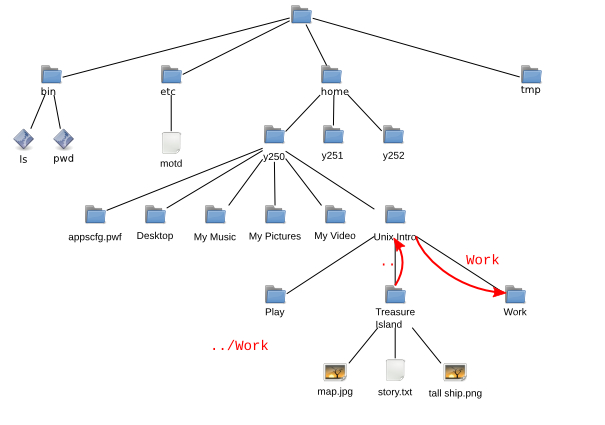 bin
etc
home
tmp
ls
pwd
motd
y250
y251
y252
appscfg.pwf
Desktop
My Music
My Pictures
My Video
Unix Intro
..
Work
Play
Treasure
Island
Work
../Work
map.jpg
story.txt
tall ship.png